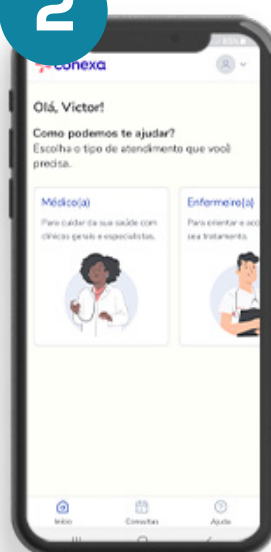 2
conexa
Olá, Victor!
Como podemos te ajudar?
Escolha o tipo de atendimento que você
precisa.
Médico(a)
Para cuidar da sua saúde com
clínicos gerais e especialistas.
Enfermeiro(a)
Para orientar e aco
seu tratamento.
Início
Consultas
Ajuda